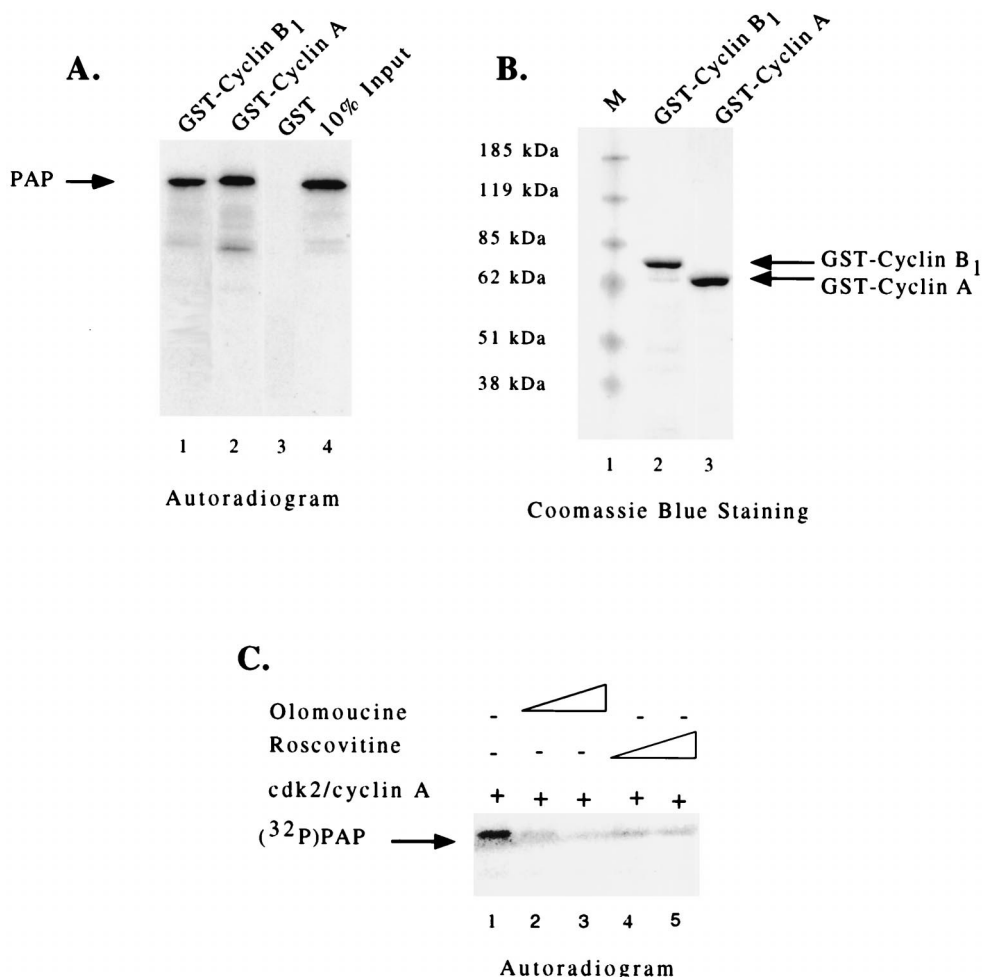 A.
GST-Cyclin B1
GST-Cyclin A
GST
10% Input
PAP
1 2 3 4
Autoradiogram
B.
M
GST-Cyclin B1
GST-Cyclin A
185 kDa
119 kDa
85 kDa
62 kDa
51 kDa
38 kDa
GST-Cyclin B1
GST-Cyclin A
1 2 3
Coomassie Blue Staining
C.
Olomoucine - - -
Roscovitine - - -
cdk2/cyclin A + + + + +
(32P)PAP
1 2 3 4 5
Autoradiogram